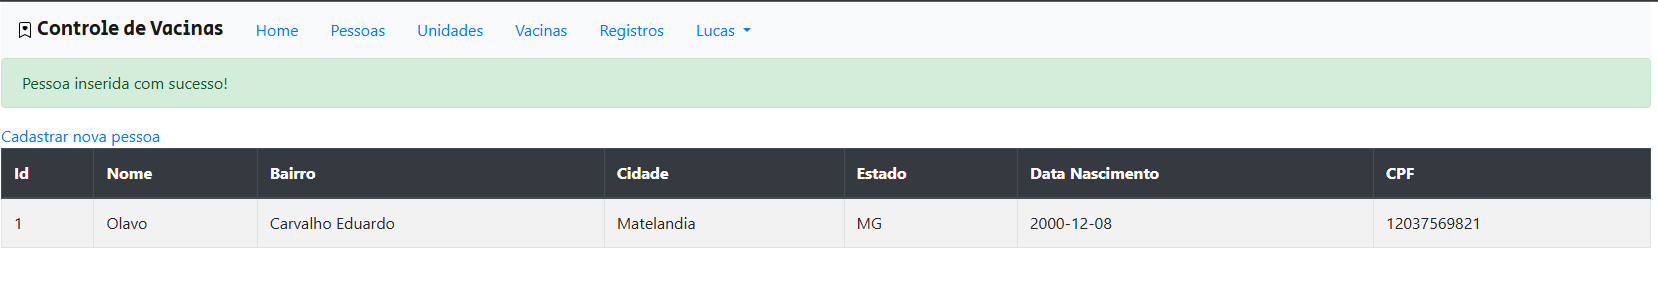 Controle de Vacinas Home Pessoas Unidades Vacinas Registros Lucas
Pessoa inserida com sucesso!
Cadastrar nova pessoa
Id Nome Bairro Cidade Estado Data Nascimento CPF
1 Olavo Carvalho Eduardo Matelandia MG 2000-12-08 12037569821